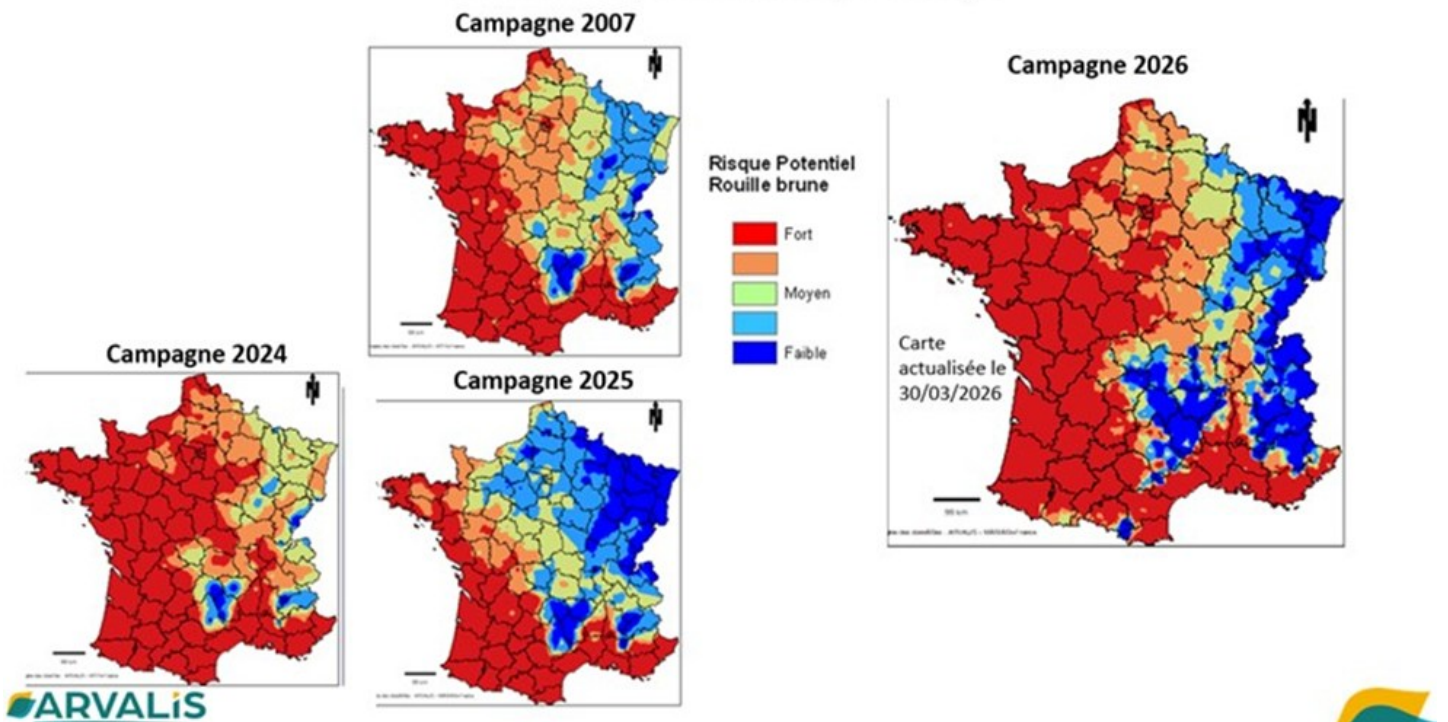 Campagne 2007
Campagne 2026
N
N
Risque Potentiel
Rouille brune
Fort
Moyen
Faible
Carte
actualisée le
30/03/2026
Campagne 2024
Campagne 2025
N
N
ARVALIS